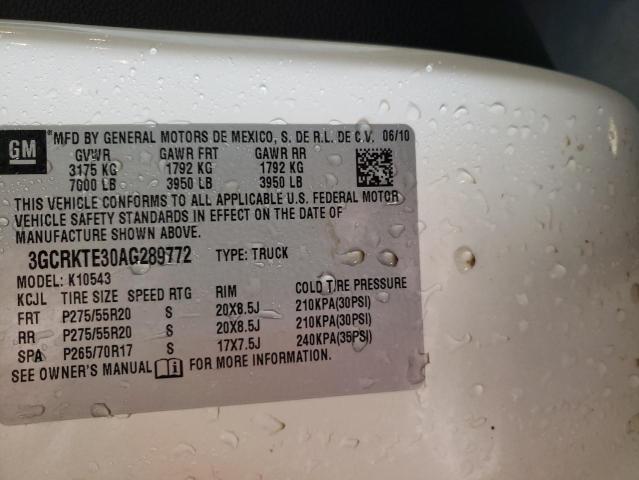 GM *MFD BY GENERAL MOTORS DE MEXICO, S. DE R.L. DE C.V. 06/10
GVWR GAWR FRT GAWR RR
3175 KG 1792 KG 1792 KG
7000 LB 3950 LB 3950 LB
THIS VEHICLE CONFORMS TO ALL APPLICABLE U.S. FEDERAL MOTOR
VEHICLE SAFETY STANDARDS IN EFFECT ON THE DATE OF
MANUFACTURE SHOWN ABOVE.
3GCRKTE30AG289772 TYPE: TRUCK
MODEL: K10543
KCJL TIRE SIZE SPEED RTG RIM COLD TIRE PRESSURE
FRT P275/55R20 S 20X8.5J 210KPA(30PSI)
RR P275/55R20 S 20X8.5J 210KPA(30PSI)
SPA P265/70R17 S 17X7.5J 240KPA(35PSI)
SEE OWNER'S MANUAL FOR MORE INFORMATION.